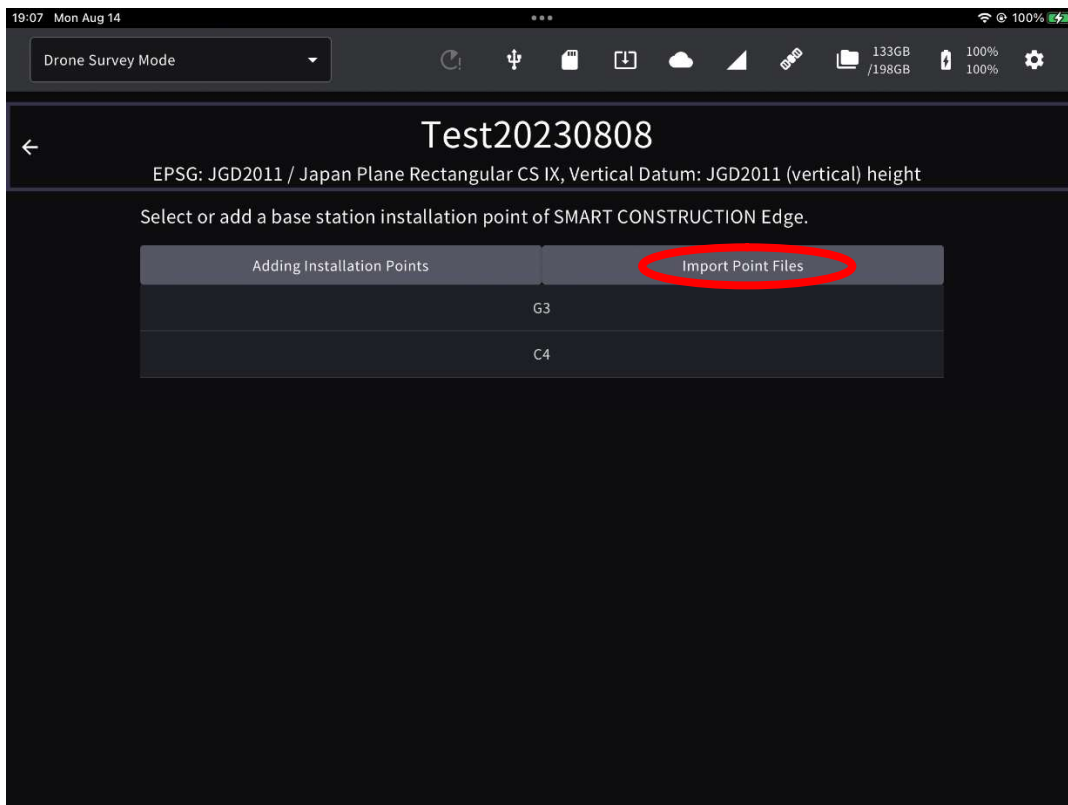 19:07 Mon Aug 14
100%
Drone Survey Mode
133GB
/198GB
100%
100%
Test20230808
EPSG: JGD2011 / Japan Plane Rectangular CS IX, Vertical Datum: JGD2011 (vertical) height
Select or add a base station installation point of SMART CONSTRUCTION Edge.
Adding Installation Points
Import Point Files
G3
C4